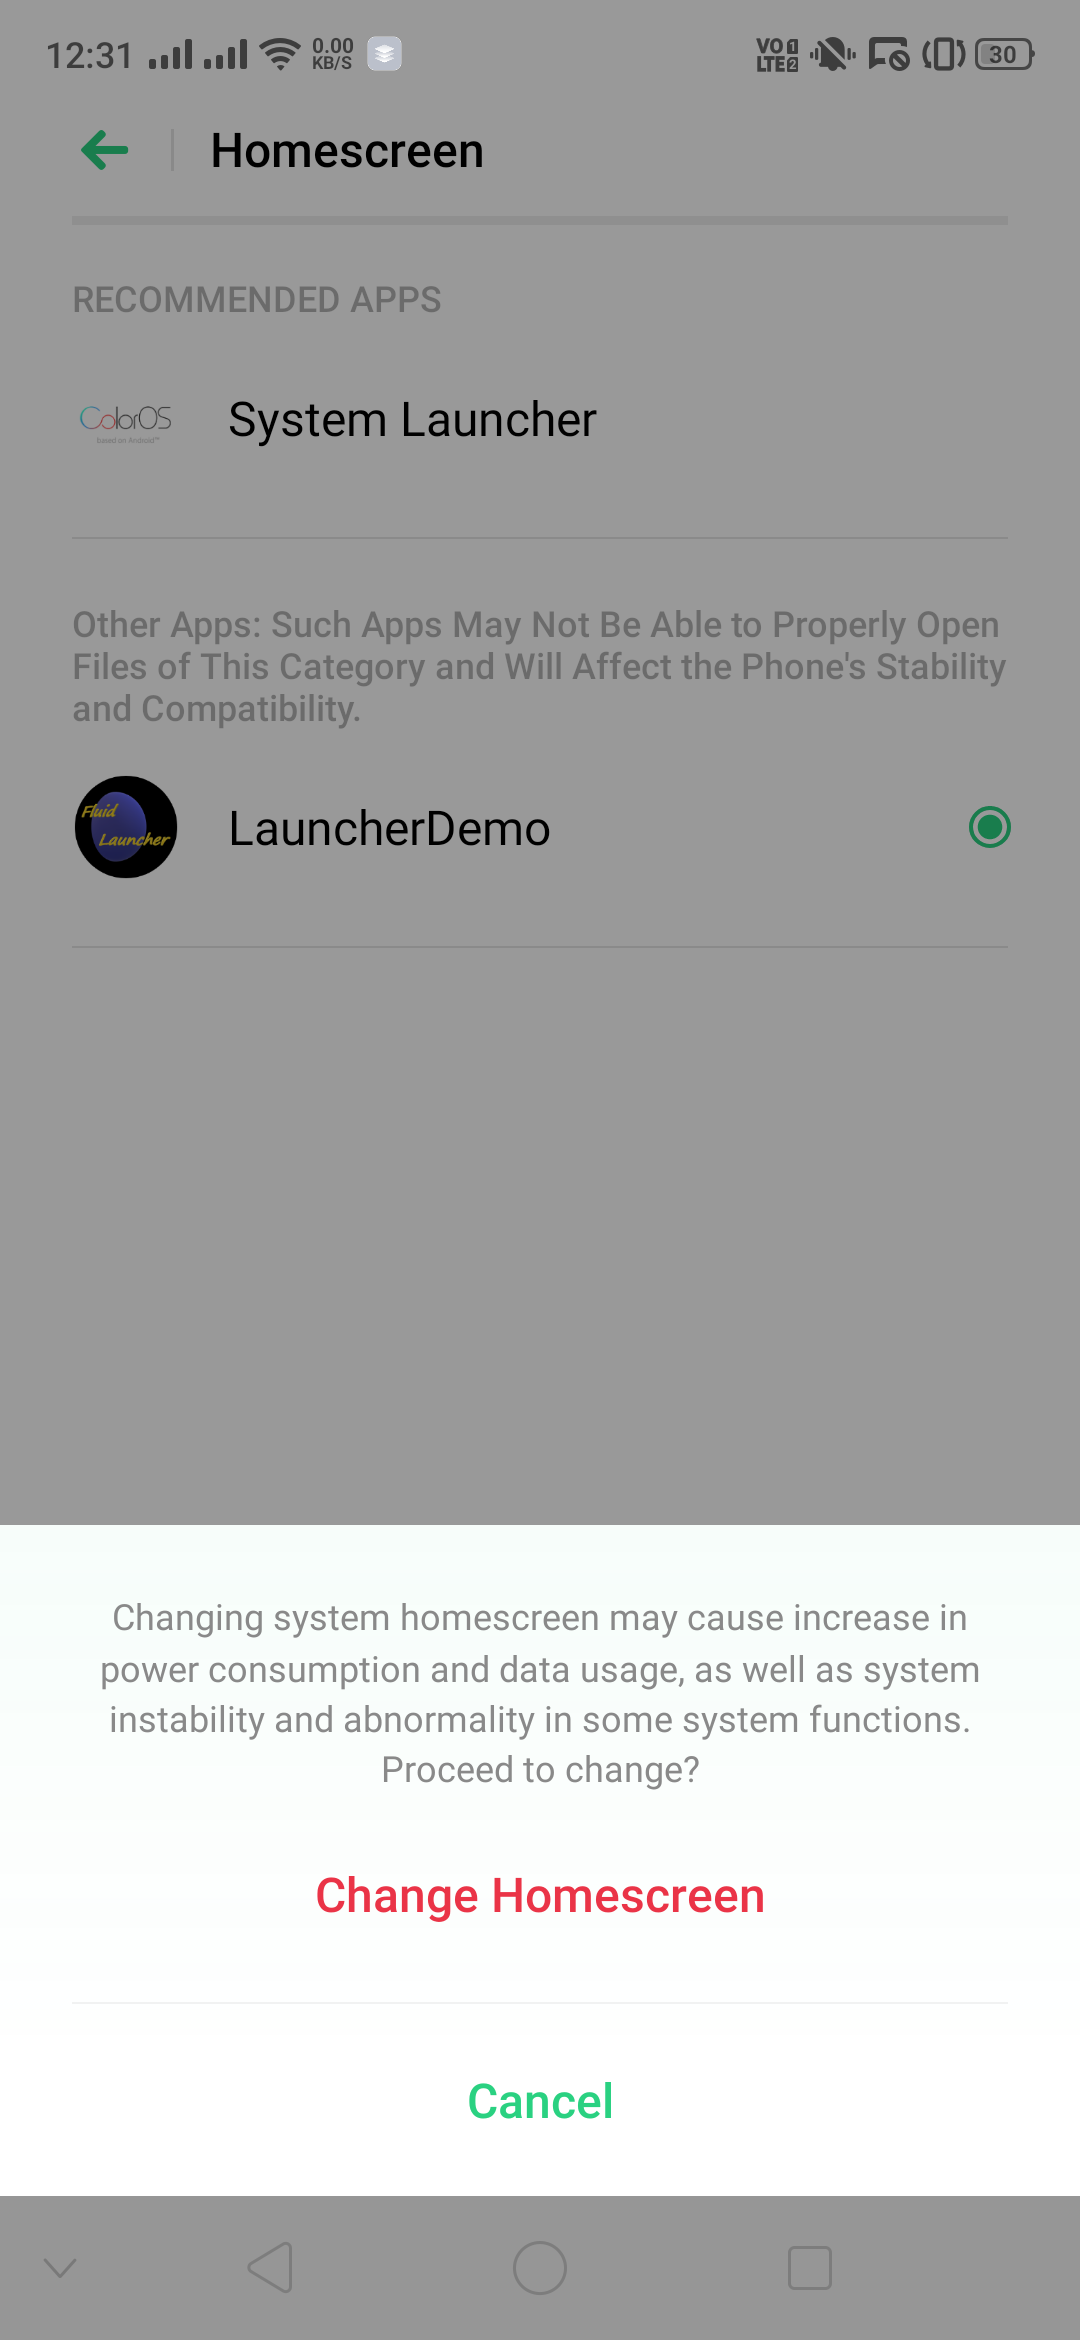 12:31
0.00
KB/S
VO 1
LTE 2
30
Homescreen
RECOMMENDED APPS
ColorOS
based on Android™
System Launcher
Other Apps: Such Apps May Not Be Able to Properly Open
Files of This Category and Will Affect the Phone's Stability
and Compatibility.
Fluid
Launcher
LauncherDemo
Changing system homescreen may cause increase in
power consumption and data usage, as well as system
instability and abnormality in some system functions.
Proceed to change?
Change Homescreen
Cancel